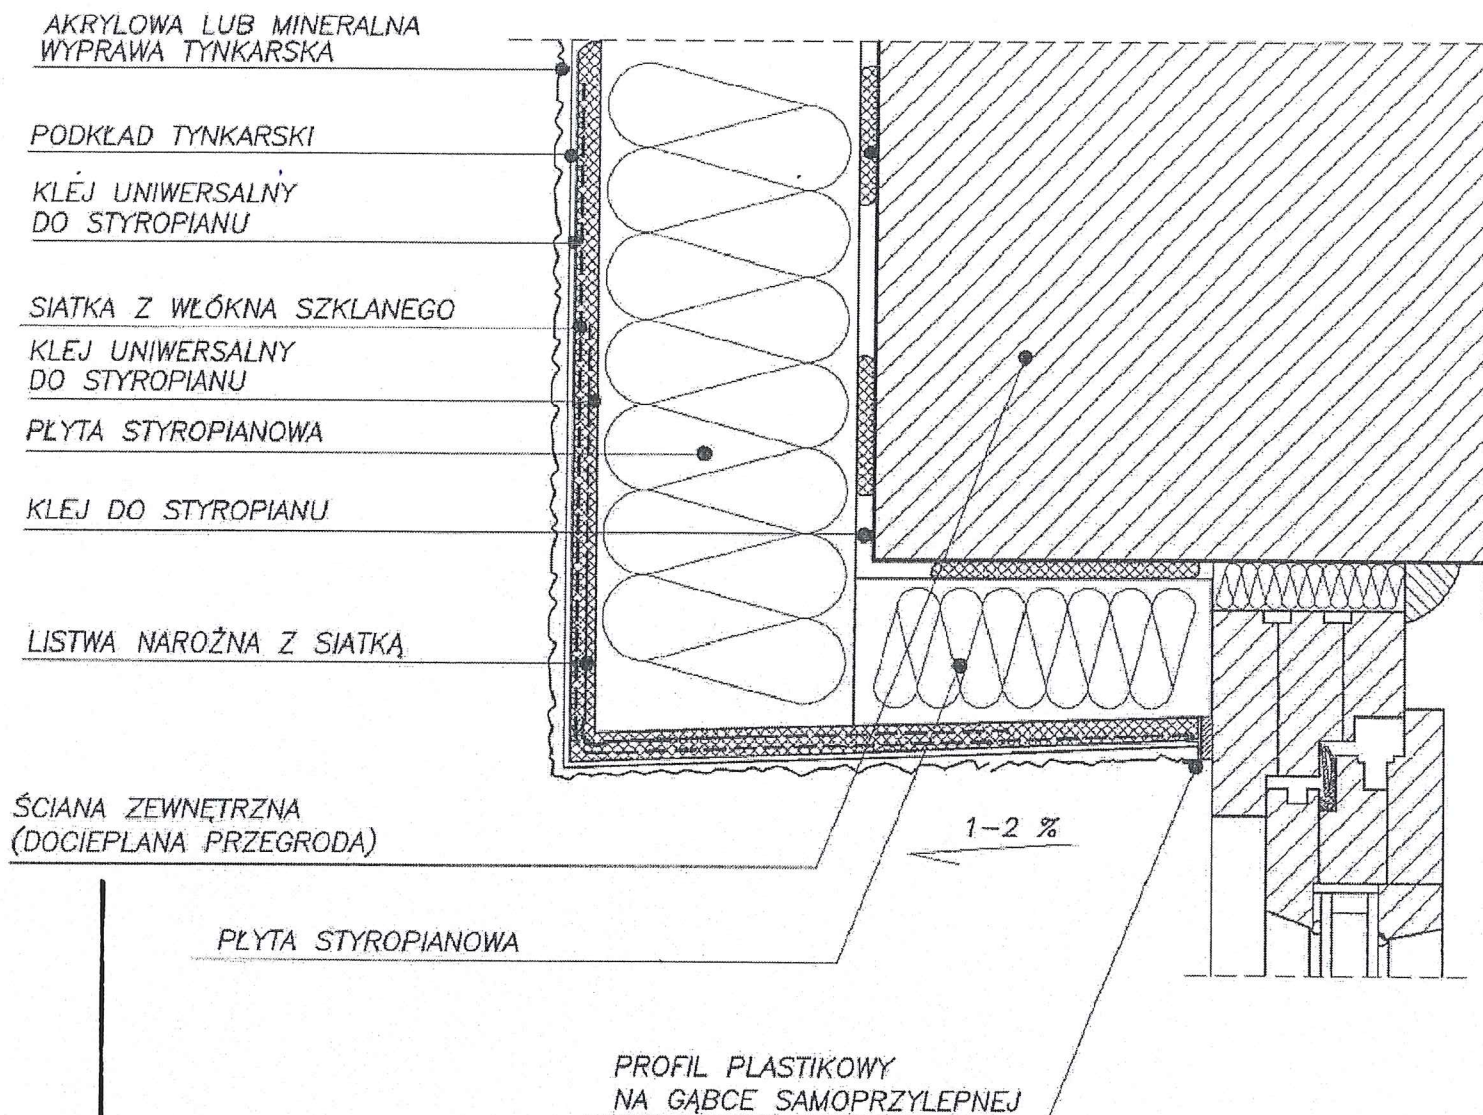 AKRYLOWA LUB MINERALNA
WYPRAWA TYNKARSKA
PODKŁAD TYNKARSKI
KLEJ UNIWERSALNY
DO STYROPIANU
SIATKA Z WŁÓKNA SZKLANEGO
KLEJ UNIWERSALNY
DO STYROPIANU
PŁYTA STYROPIANOWA
KLEJ DO STYROPIANU
LISTWA NAROŻNA Z SIATKĄ
ŚCIANA ZEWNĘTRZNA
(DOCIEPLANA PRZEGRODA)
1-2 %
PŁYTA STYROPIANOWA
PROFIL PLASTIKOWY
NA GĄBCE SAMOPRZYLEPNEJ